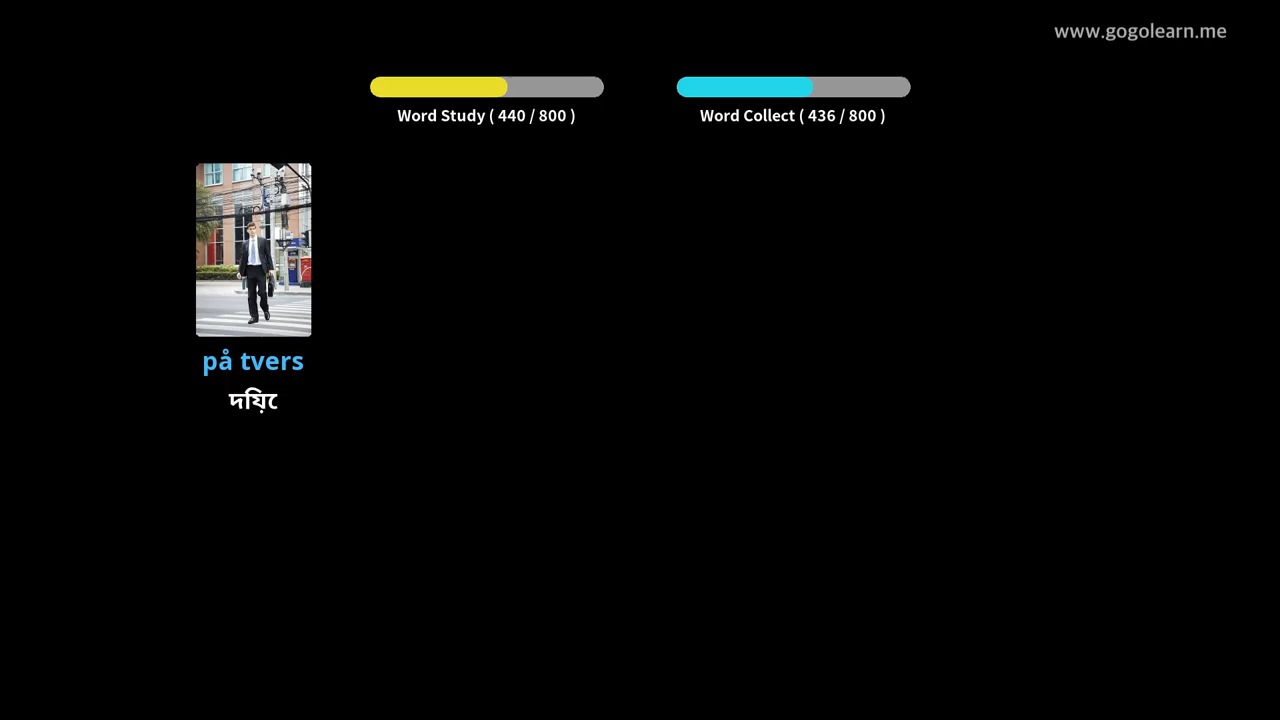 www.gogolearn.me
Word Study ( 440 / 800 )
Word Collect ( 436 / 800 )
på tvers
দিয়ে